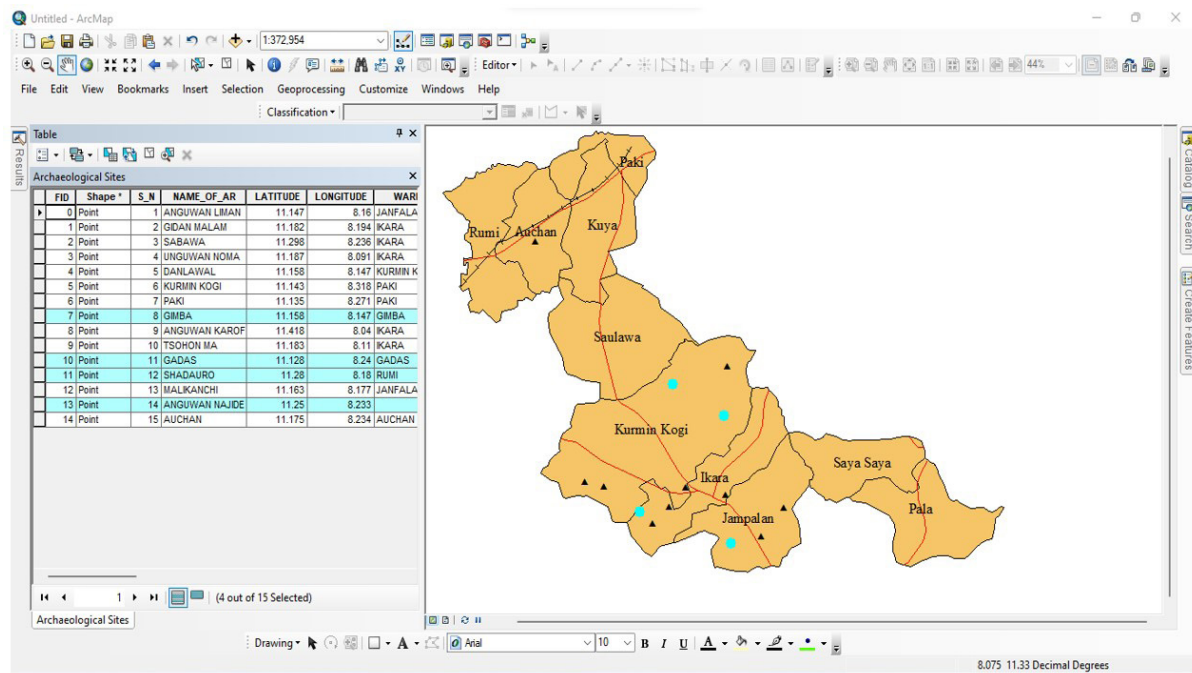 Untitled - ArcMap
1:372,954
Editor
44%
File Edit View Bookmarks Insert Selection Geoprocessing Customize Windows Help
Classification
Results
Table
Archaeological Sites
FID Shape * S_N NAME_OF_AR LATITUDE LONGITUDE WARI
0 Point 1 ANGUWAN LIMAN 11.147 8.16 JANFALA
1 Point 2 GIDAN MALAM 11.182 8.194 IKARA
2 Point 3 SABAWA 11.298 8.236 IKARA
3 Point 4 UNGUWAN NOMA 11.187 8.091 IKARA
4 Point 5 DANLAWAL 11.158 8.147 KURMIN K
5 Point 6 KURMIN KOGI 11.143 8.318 PAKI
6 Point 7 PAKI 11.135 8.271 PAKI
7 Point 8 GIMBA 11.158 8.147 GIMBA
8 Point 9 ANGUWAN KAROF 11.418 8.04 IKARA
9 Point 10 TSOHON MA 11.183 8.11 IKARA
10 Point 11 GADAS 11.128 8.24 GADAS
11 Point 12 SHADAURO 11.28 8.18 RUMI
12 Point 13 MALIKANCHI 11.163 8.177 JANFALA
13 Point 14 ANGUWAN NAJIDE 11.25 8.233
14 Point 15 AUCHAN 11.175 8.234 AUCHAN
1 (4 out of 15 Selected)
Archaeological Sites
Paki
Rumi Auchan Kuya
Saulawa
Kurmin Kogi
Saya Saya
Ikara
Pala
Jampalan
Catalog
Search
Create Features
Drawing A Arial 10 B I U A
8.075 11.33 Decimal Degrees